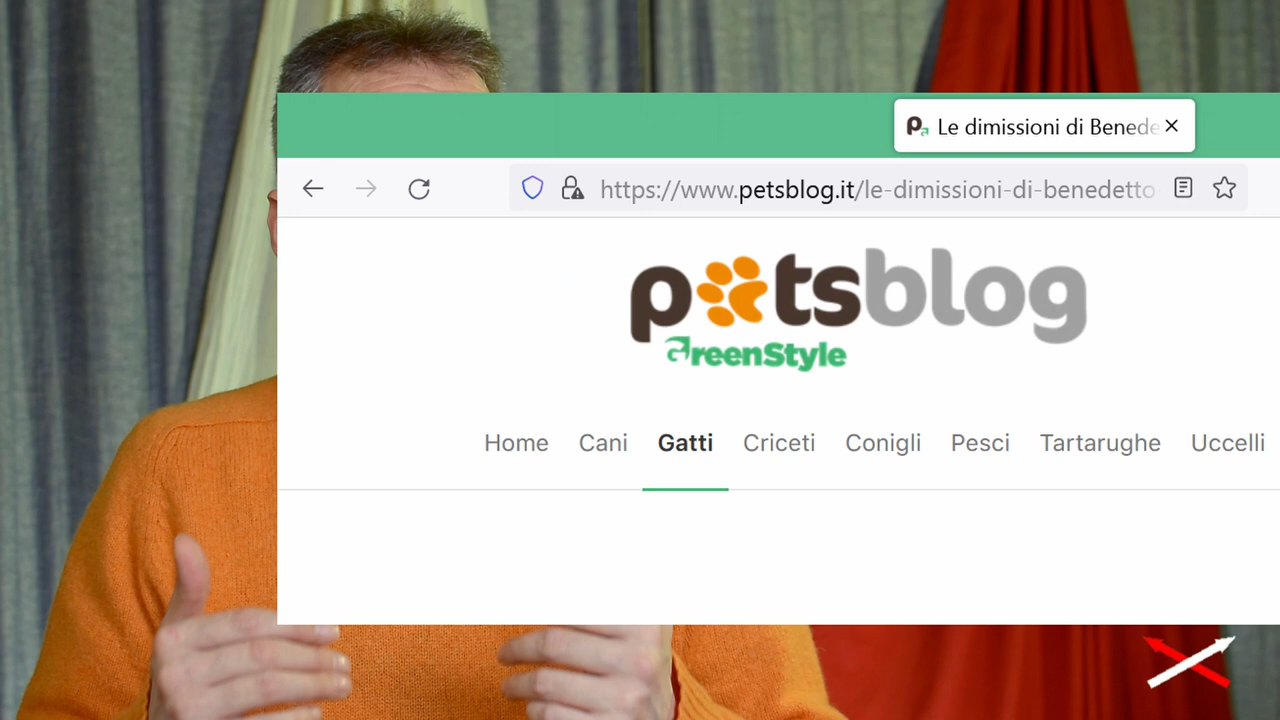 Le dimissioni di Benede
https://www.petsblog.it/le-dimissioni-di-benedetto
petsblog
GreenStyle
Home Cani Gatti Criceti Conigli Pesci Tartarughe Uccelli